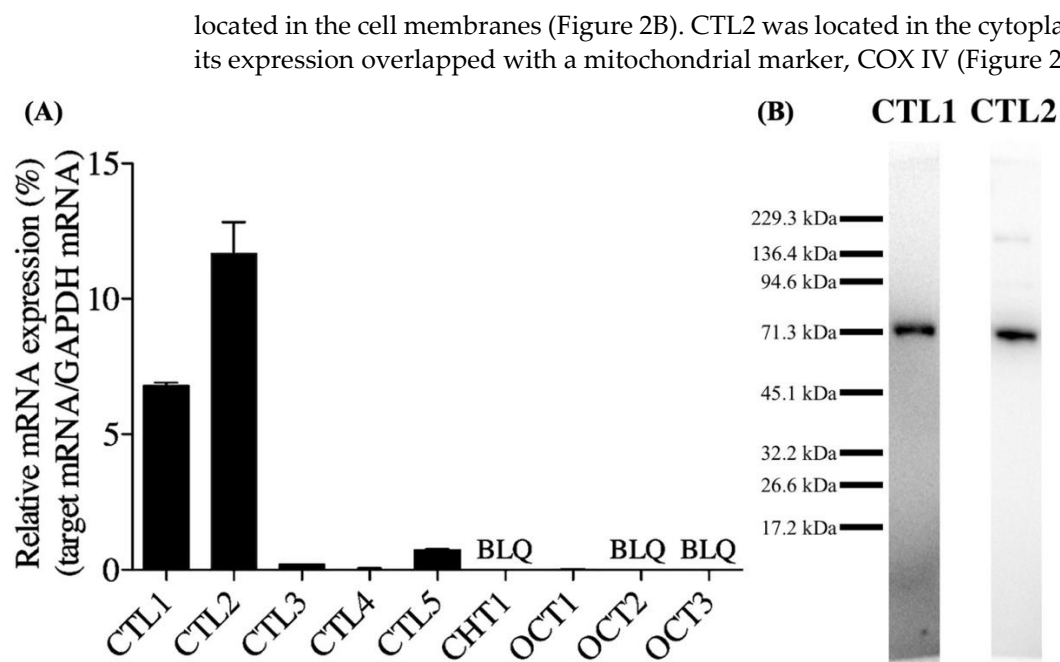 located in the cell membranes (Figure 2B). CTL2 was located in the
its expression overlapped with a mitochondrial marker, COX IV (Figure
(A)
Relative mRNA expression (%)
(target mRNA/GAPDH mRNA)
15
10
5
0
BLQ
BLQ
BLQ
CTL1
CTL2
CTL3
CTL4
CTL5
CHT1
OCT1
OCT2
OCT3
(B)
CTL1 CTL2
229.3 kDa
136.4 kDa
94.6 kDa
71.3 kDa
45.1 kDa
32.2 kDa
26.6 kDa
17.2 kDa